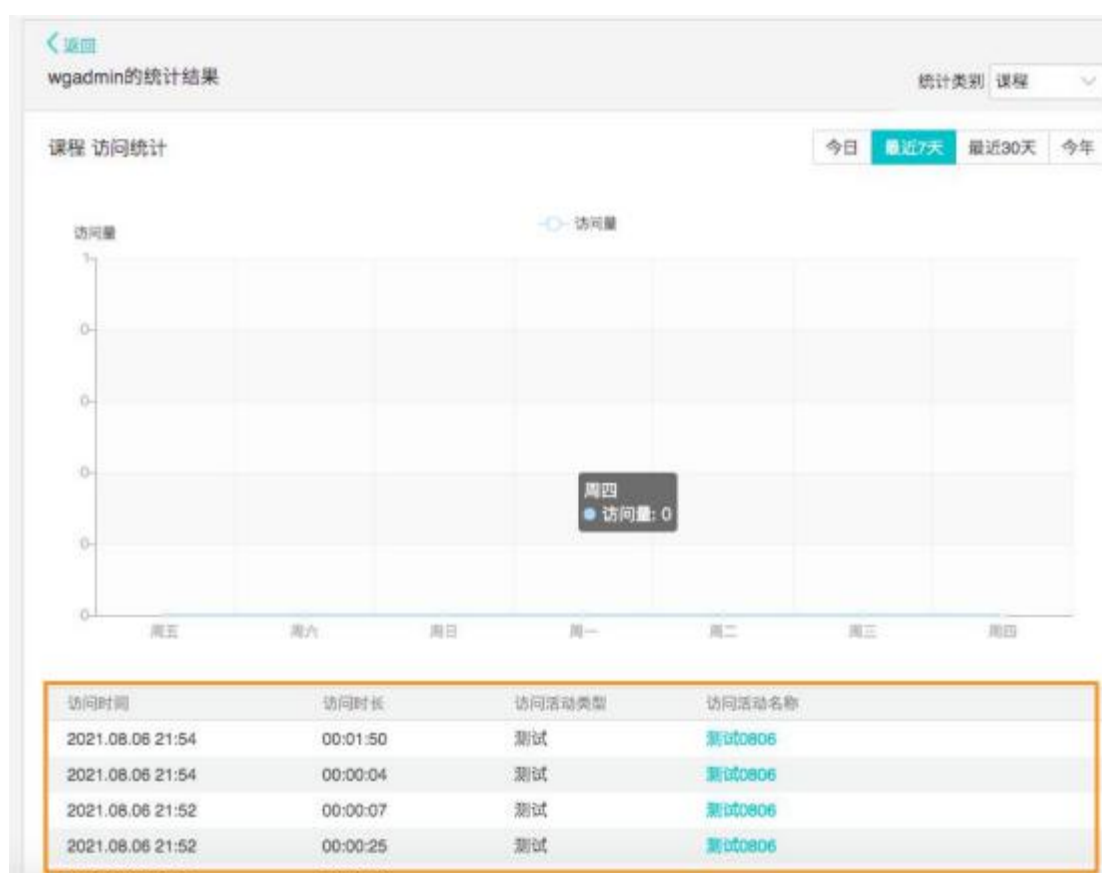 返回
wgadmin的统计结果
统计类别 课程
课程 访问统计
今日 最近7天 最近30天 今年
访问量
访问量
1
0
0
0
周四
访问量: 0
0
0
周五 周六 周日 周一 周二 周三 周四
访问时间 访问时长 访问活动类型 访问活动名称
2021.08.06 21:54 00:01:50 测试 测试0806
2021.08.06 21:54 00:00:04 测试 测试0806
2021.08.06 21:52 00:00:07 测试 测试0806
2021.08.06 21:52 00:00:25 测试 测试0806